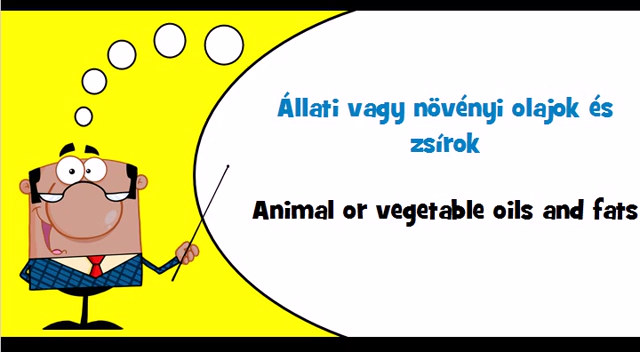 Állati vagy növényi olajok és
zsírok
Animal or vegetable oils and fats